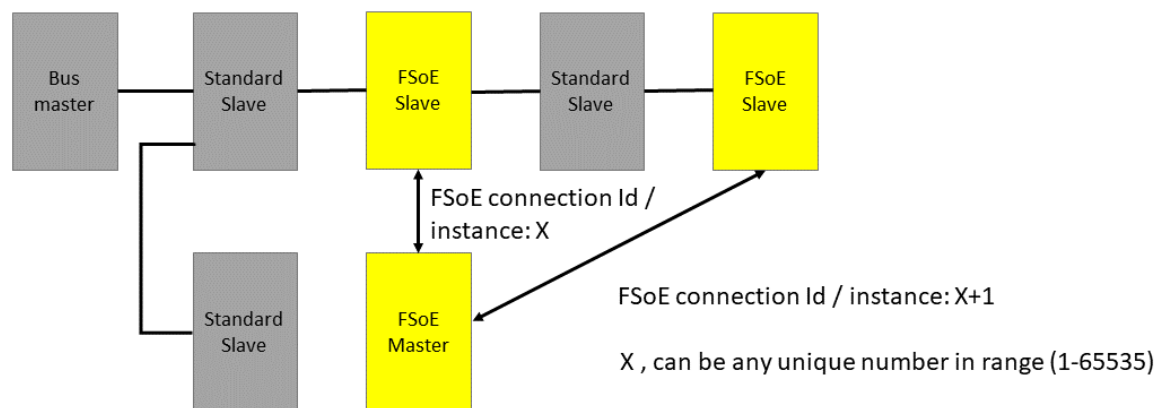 Bus
master
Standard
Slave
FSoE
Slave
Standard
Slave
FSoE
Slave
FSoE connection Id /
instance: X
Standard
Slave
FSoE
Master
FSoE connection Id / instance: X+1
X , can be any unique number in range (1-65535)